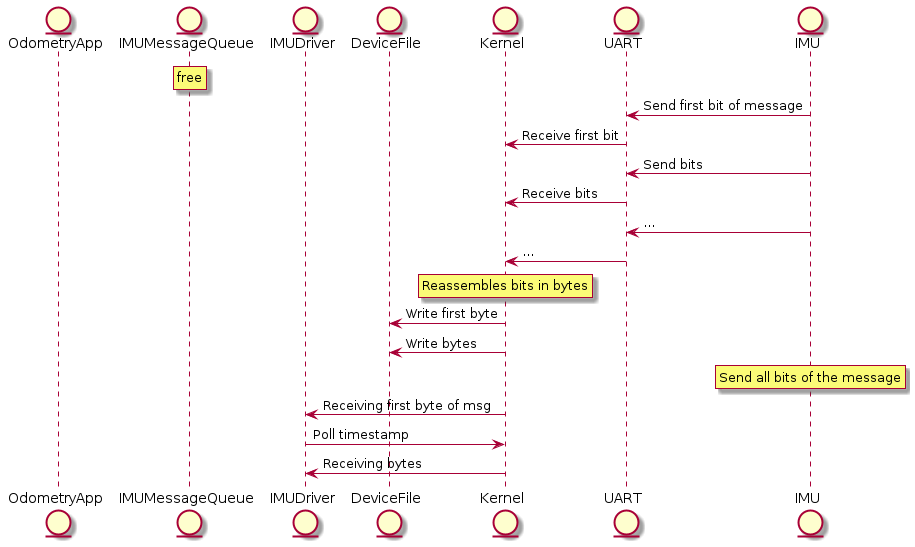 OdometryApp IMUMessageQueue IMUDriver DeviceFile Kernel UART IMU
free
Send first bit of message
Receive first bit
Send bits
Receive bits
...
...
Reassembles bits in bytes
Write first byte
Write bytes
Send all bits of the message
Receiving first byte of msg
Poll timestamp
Receiving bytes
OdometryApp IMUMessageQueue IMUDriver DeviceFile Kernel UART IMU